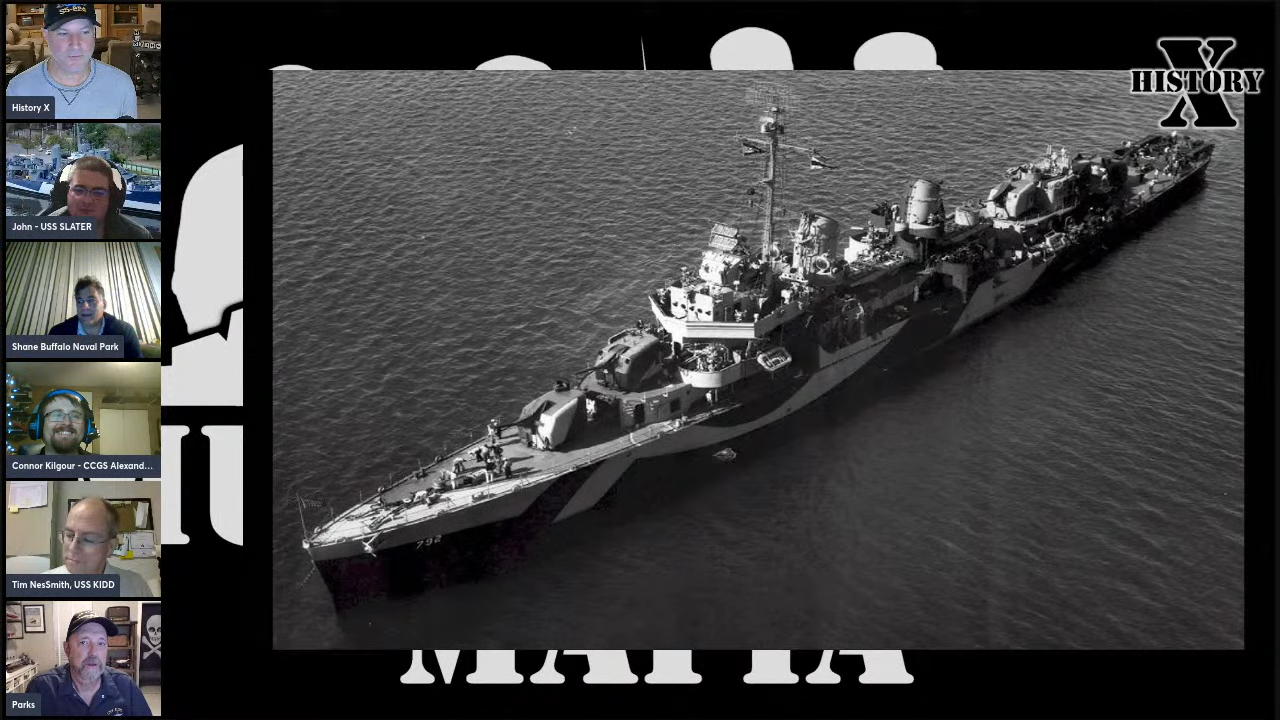 History X
John - USS SLATER
Shane Buffalo Naval Park
Connor Kilgour - CCGS Alexand...
Tim NesSmith, USS KIDD
Parks
X
HISTORY
792
MAFIA